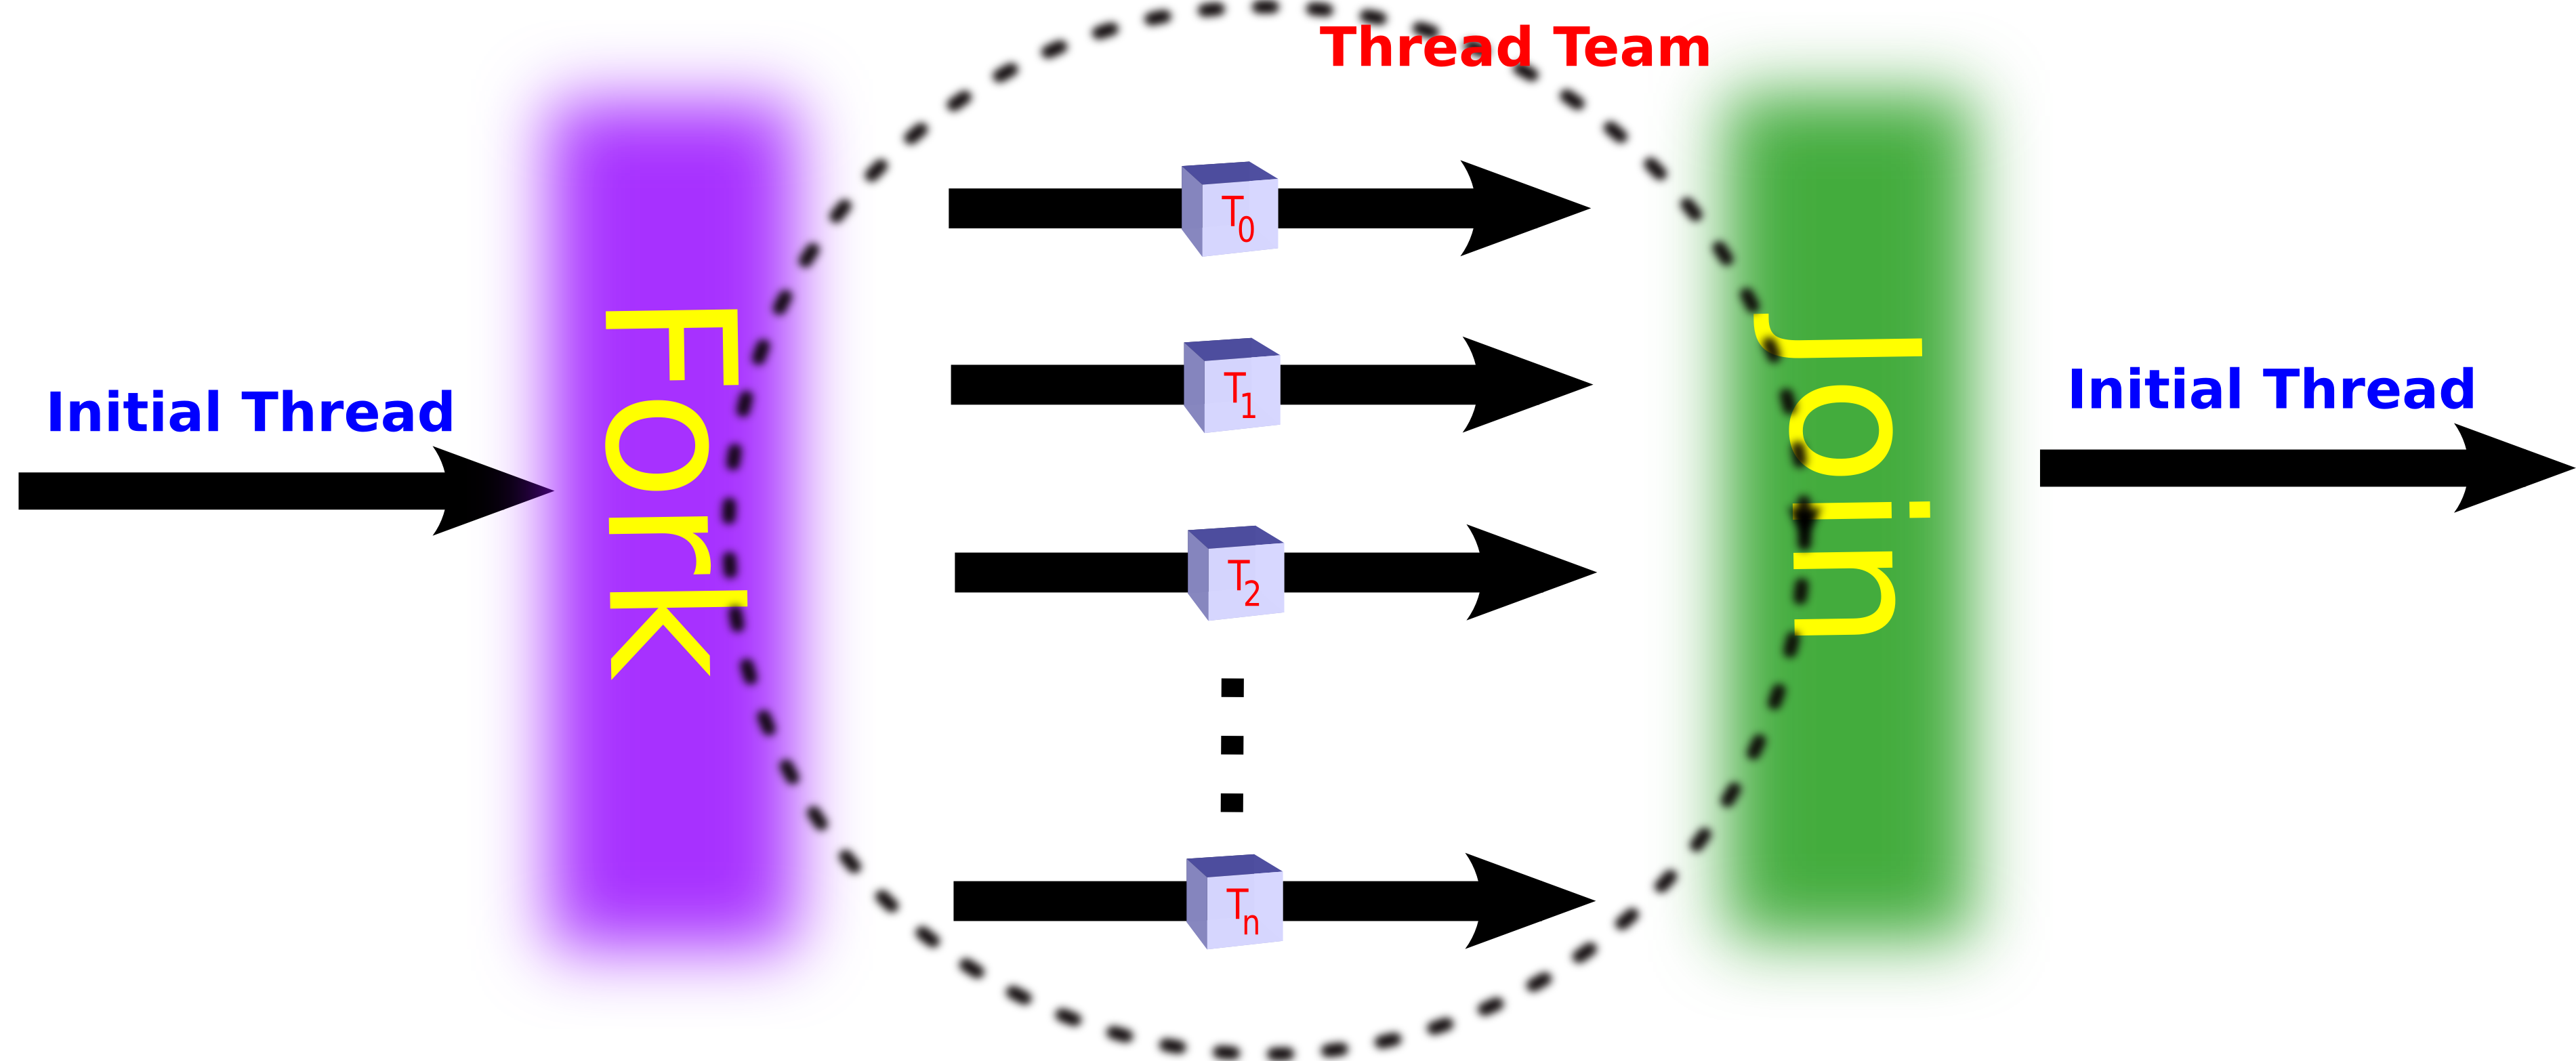 Thread Team
Initial Thread
Fork
T0
T1
T2
Tn
Join
Initial Thread